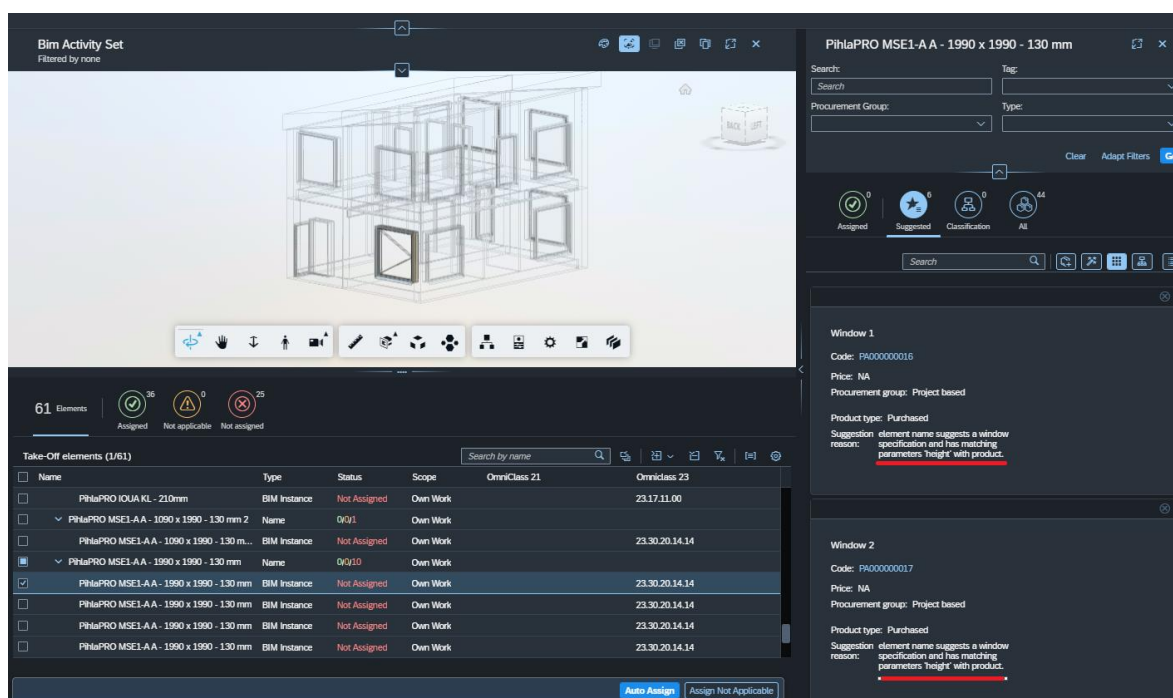 Bim Activity Set
Filtered by none
BACK LEFT
61 Elements
36
Assigned
0
Not applicable
25
Not assigned
Take-Off elements (1/61)
Search by name
Name Type Status Scope OmniClass 21 Omniclass 23
PihlaPRO IOUA KL - 210mm BIM Instance Not Assigned Own Work 23.17.11.00
PihlaPRO MSE1-A A - 1090 x 1990 - 130 mm 2 Name 0/0/1 Own Work
PihlaPRO MSE1-A A - 1090 x 1990 - 130 m... BIM Instance Not Assigned Own Work 23.30.20.14.14
PihlaPRO MSE1-A A - 1990 x 1990 - 130 mm Name 0/0/10 Own Work
PihlaPRO MSE1-A A - 1990 x 1990 - 130 mm BIM Instance Not Assigned Own Work 23.30.20.14.14
PihlaPRO MSE1-A A - 1990 x 1990 - 130 mm BIM Instance Not Assigned Own Work 23.30.20.14.14
PihlaPRO MSE1-A A - 1990 x 1990 - 130 mm BIM Instance Not Assigned Own Work 23.30.20.14.14
PihlaPRO MSE1-A A - 1990 x 1990 - 130 mm BIM Instance Not Assigned Own Work 23.30.20.14.14
Auto Assign Assign Not Applicable
PihlaPRO MSE1-A A - 1990 x 1990 - 130 mm
Search: Tag:
Search
Procurement Group: Type:
Clear Adapt Filters
0 6 0 44
Assigned Suggested Classification All
Search
Window 1
Code: PA000000016
Price: NA
Procurement group: Project based
Product type: Purchased
Suggestion element name suggests a window
reason: specification and has matching
parameters 'height' with product.
Window 2
Code: PA000000017
Price: NA
Procurement group: Project based
Product type: Purchased
Suggestion element name suggests a window
reason: specification and has matching
parameters 'height' with product.